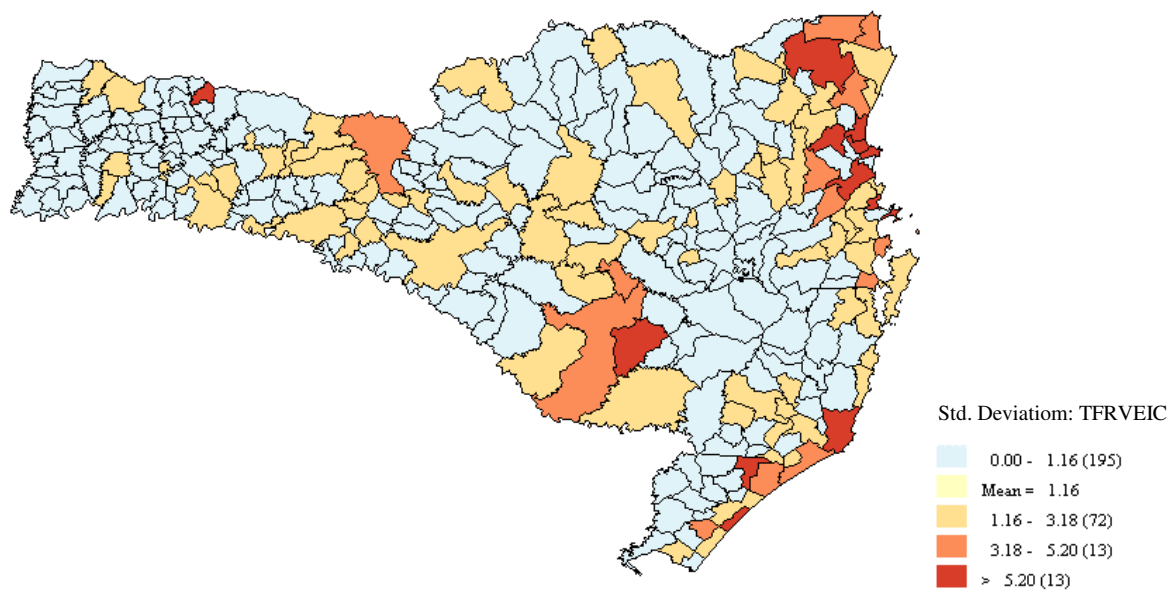 Std. Deviatiom: TFRVEIC
0.00 - 1.16 (195)
Mean = 1.16
1.16 - 3.18 (72)
3.18 - 5.20 (13)
> 5.20 (13)